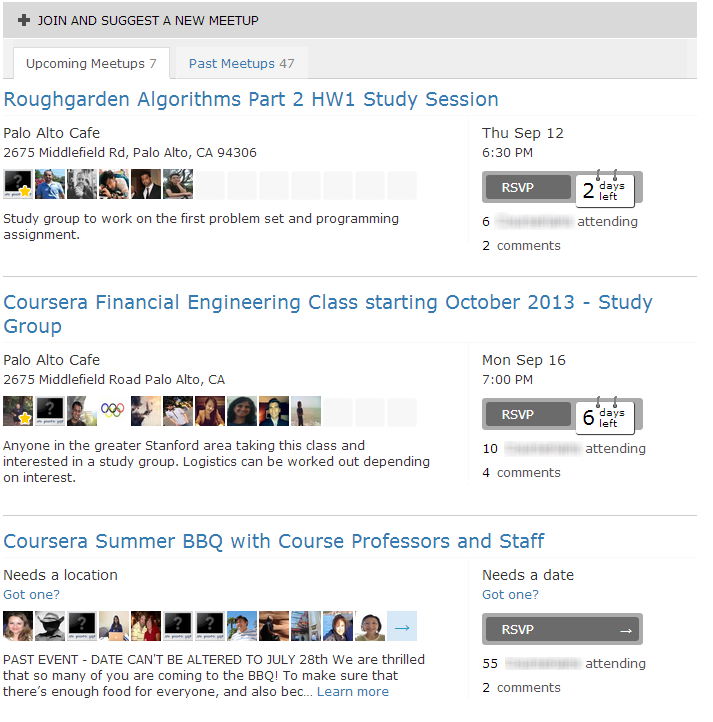 JOIN AND SUGGEST A NEW MEETUP
Upcoming Meetups 7
Past Meetups 47
Roughgarden Algorithms Part 2 HW1 Study Session
Palo Alto Cafe
2675 Middlefield Rd, Palo Alto, CA 94306
Study group to work on the first problem set and programming
assignment.
Thu Sep 12
6:30 PM
RSVP
2 days
left
6 attending
2 comments
Coursera Financial Engineering Class starting October 2013 - Study
Group
Palo Alto Cafe
2675 Middlefield Road Palo Alto, CA
Anyone in the greater Stanford area taking this class and
interested in a study group. Logistics can be worked out depending
on interest.
Mon Sep 16
7:00 PM
RSVP
6 days
left
10 attending
4 comments
Coursera Summer BBQ with Course Professors and Staff
Needs a location
Got one?
PAST EVENT - DATE CAN'T BE ALTERED TO JULY 28th We are thrilled
that so many of you are coming to the BBQ! To make sure that
there's enough food for everyone, and also bec... Learn more
Needs a date
Got one?
RSVP →
55 attending
2 comments